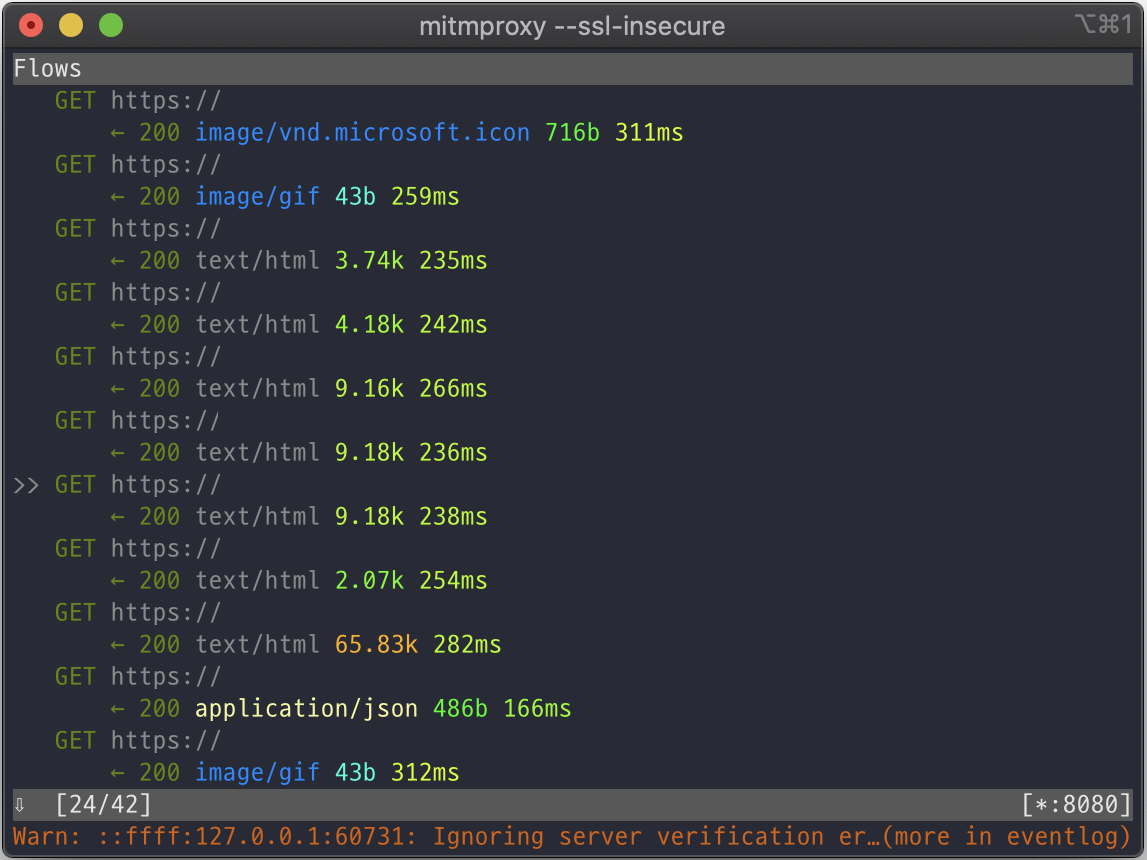 mitmproxy --ssl-insecure ⌥⌘1
Flows
GET https://
← 200 image/vnd.microsoft.icon 716b 311ms
GET https://
← 200 image/gif 43b 259ms
GET https://
← 200 text/html 3.74k 235ms
GET https://
← 200 text/html 4.18k 242ms
GET https://
← 200 text/html 9.16k 266ms
GET https://
← 200 text/html 9.18k 236ms
>> GET https://
← 200 text/html 9.18k 238ms
GET https://
← 200 text/html 2.07k 254ms
GET https://
← 200 text/html 65.83k 282ms
GET https://
← 200 application/json 486b 166ms
GET https://
← 200 image/gif 43b 312ms
⇩ [24/42] [*:8080]
Warn: ::ffff:127.0.0.1:60731: Ignoring server verification er…(more in eventlog)